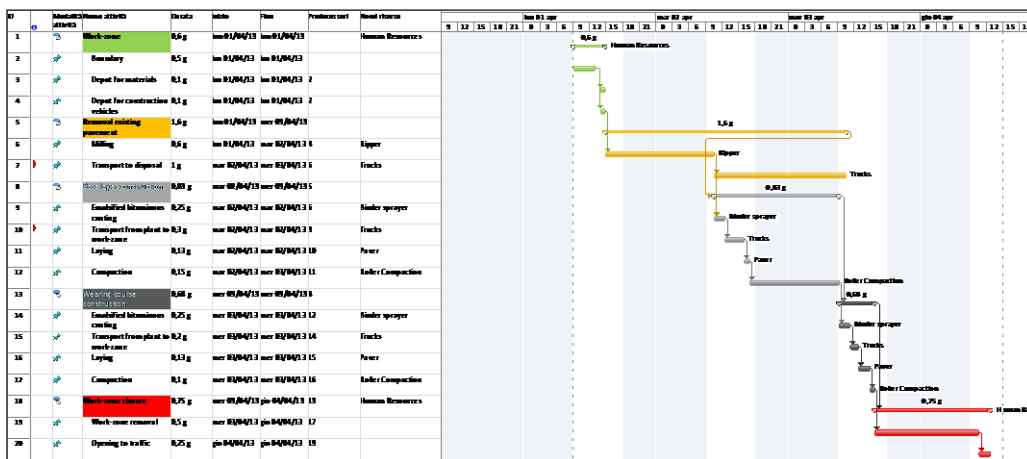 ID Modalità attività Nome attività Durata Inizio Fine Predecessori Nomi risorse
lun 01 apr mar 02 apr mer 03 apr gio 04 apr
9 12 15 18 21 0 3 6 9 12 15 18 21 0 3 6 9 12 15 18 21 0 3 6 9 12 15 18 21 0 3 6 9 12 15 18
1 Work-zone 0,6 g lun 01/04/13 lun 01/04/13 Human Resources
0,6 g
Human Resources
2 Boundary 0,5 g lun 01/04/13 lun 01/04/13
3 Depot for materials 0,1 g lun 01/04/13 lun 01/04/13 2
4 Depot for construction vehicles 0,1 g lun 01/04/13 lun 01/04/13 2
5 Removal existing pavement 1,6 g lun 01/04/13 mer 03/04/13
1,6 g
6 Milling 0,6 g lun 01/04/13 mar 02/04/13 4 Ripper
Ripper
7 Transport to disposal 1 g mar 02/04/13 mer 03/04/13 6 Trucks
Trucks
8 Base layer construction 0,83 g mar 02/04/13 mer 03/04/13 5
0,83 g
9 Emulsified bituminous coating 0,25 g mar 02/04/13 mar 02/04/13 6 Binder sprayer
Binder sprayer
10 Transport from plant to work-zone 0,3 g mar 02/04/13 mar 02/04/13 9 Trucks
Trucks
11 Laying 0,13 g mar 02/04/13 mar 02/04/13 10 Paver
Paver
12 Compaction 0,15 g mar 02/04/13 mer 03/04/13 11 Roller Compaction
Roller Compaction
13 Wearing course construction 0,68 g mer 03/04/13 mer 03/04/13 8
0,68 g
14 Emulsified bituminous coating 0,25 g mer 03/04/13 mer 03/04/13 12 Binder sprayer
Binder sprayer
15 Transport from plant to work-zone 0,2 g mer 03/04/13 mer 03/04/13 14 Trucks
Trucks
16 Laying 0,13 g mer 03/04/13 mer 03/04/13 15 Paver
Paver
17 Compaction 0,1 g mer 03/04/13 mer 03/04/13 16 Roller Compaction
Roller Compaction
18 Work-zone closure 0,75 g mer 03/04/13 gio 04/04/13 13 Human Resources
0,75 g
Human Re
19 Work-zone removal 0,5 g mer 03/04/13 gio 04/04/13 17
20 Opening to traffic 0,25 g gio 04/04/13 gio 04/04/13 19